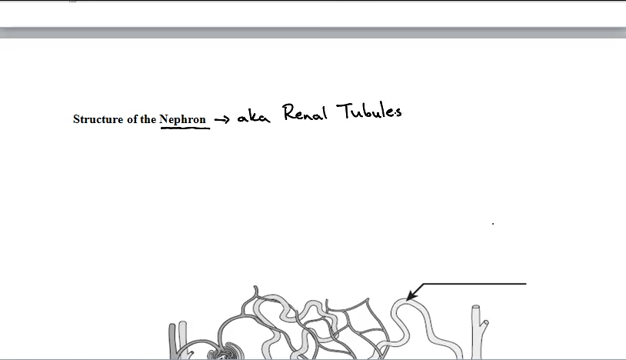 Structure of the Nephron → aka Renal Tubules